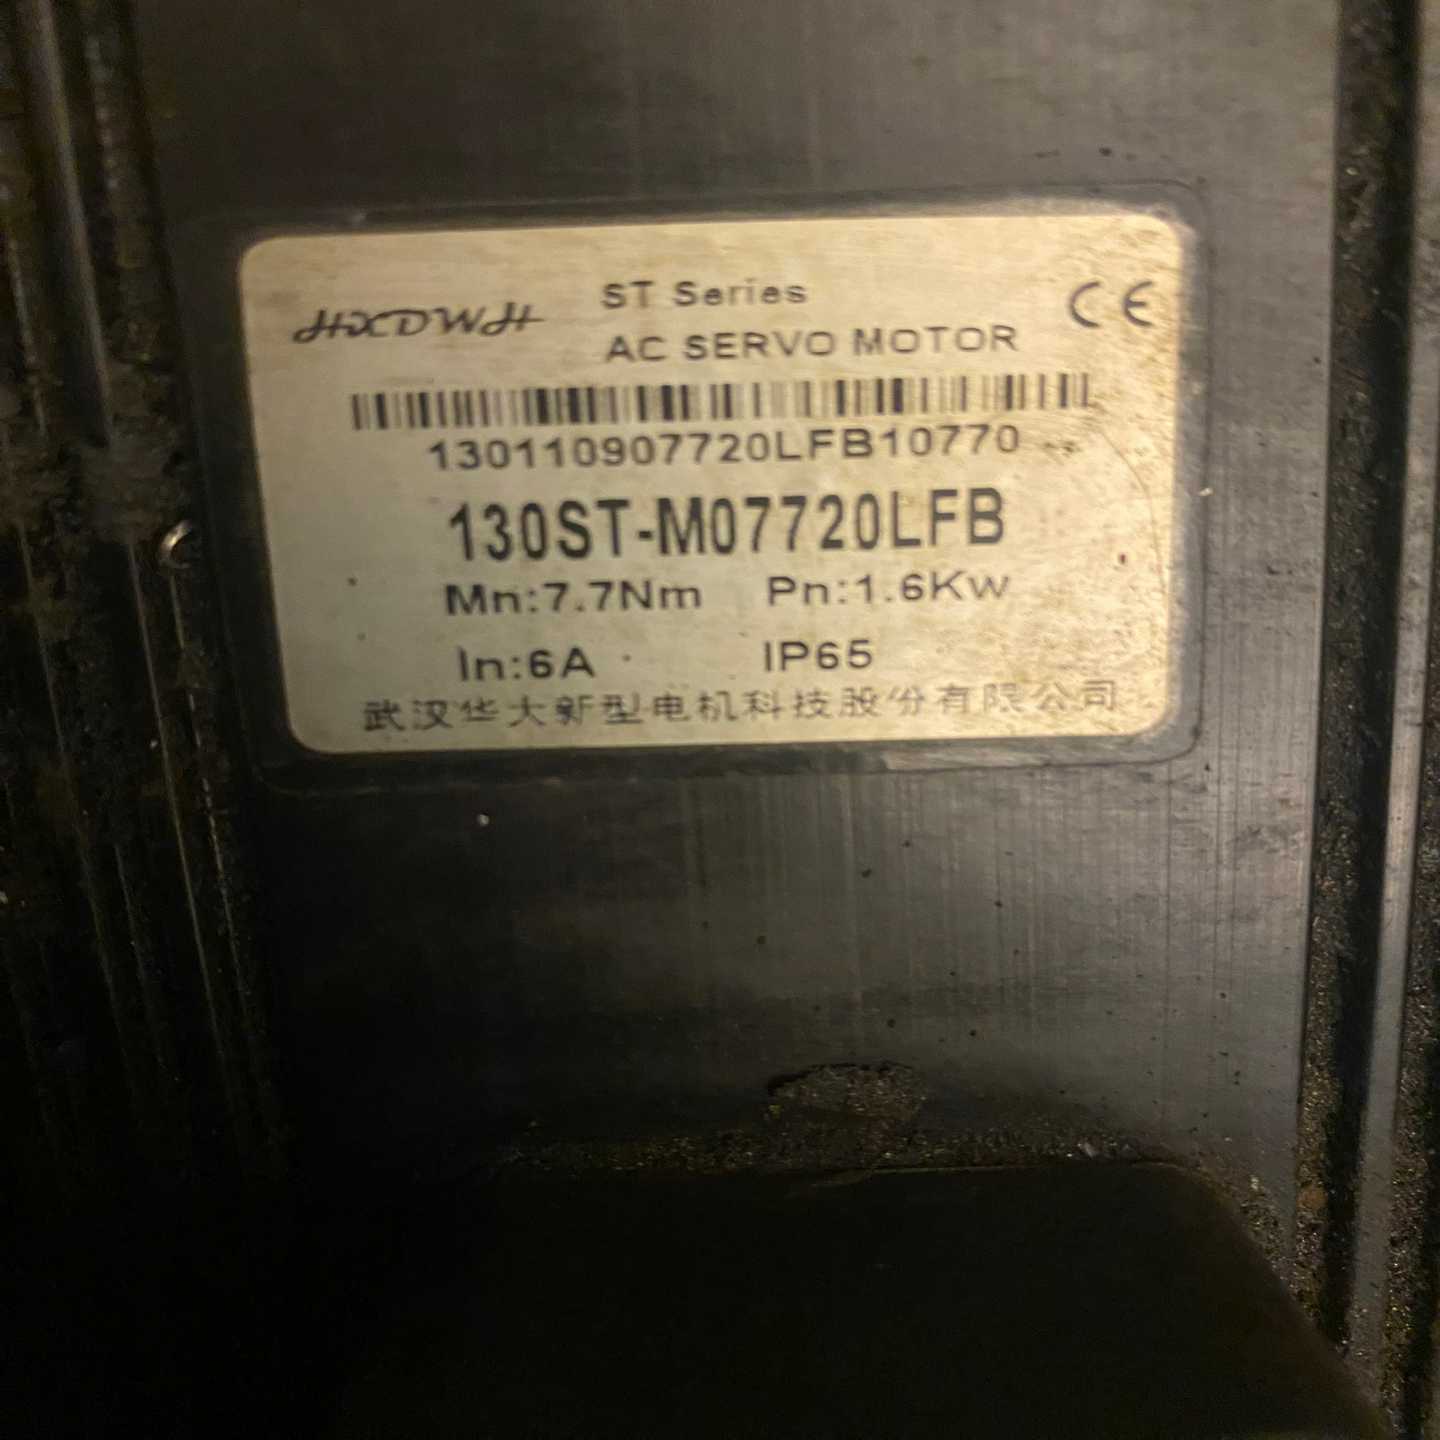 HXDWH
ST Series
AC SERVO MOTOR
CE
130110907720LFB10770
130ST-M07720LFB
Mn:7.7Nm Pn:1.6Kw
In:6A IP65
武汉华大新型电机科技股份有限公司